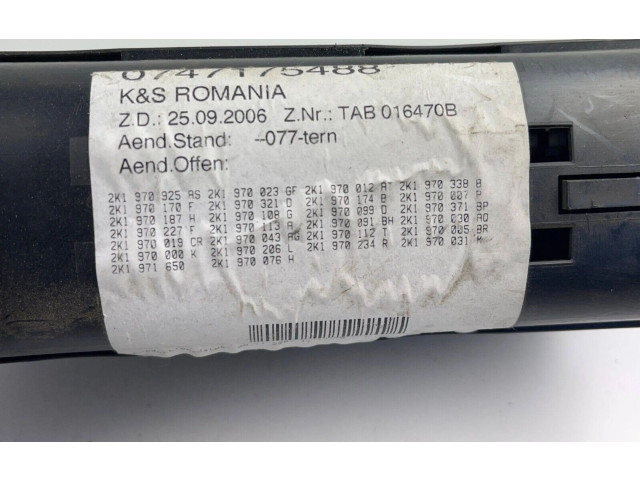 0747175488
K&S ROMANIA
Z.D.: 25.09.2006 Z.Nr.: TAB 016470B
Aend.Stand: --077-tern
Aend.Offen:
2K1 970 925 AS 2K1 970 023 GF 2K1 970 012 AT 2K1 970 338 B
2K1 970 170 F 2K1 970 321 D 2K1 970 174 B 2K1 970 007 P
2K1 970 187 H 2K1 970 108 G 2K1 970 099 D 2K1 970 371 BP
2K1 970 227 F 2K1 970 113 A 2K1 970 091 BH 2K1 970 030 AQ
2K1 970 019 CR 2K1 970 043 AG 2K1 970 112 T 2K1 970 005 BR
2K1 970 000 K 2K1 970 206 L 2K1 970 234 R 2K1 970 031 M
2K1 971 650 2K1 970 076 H